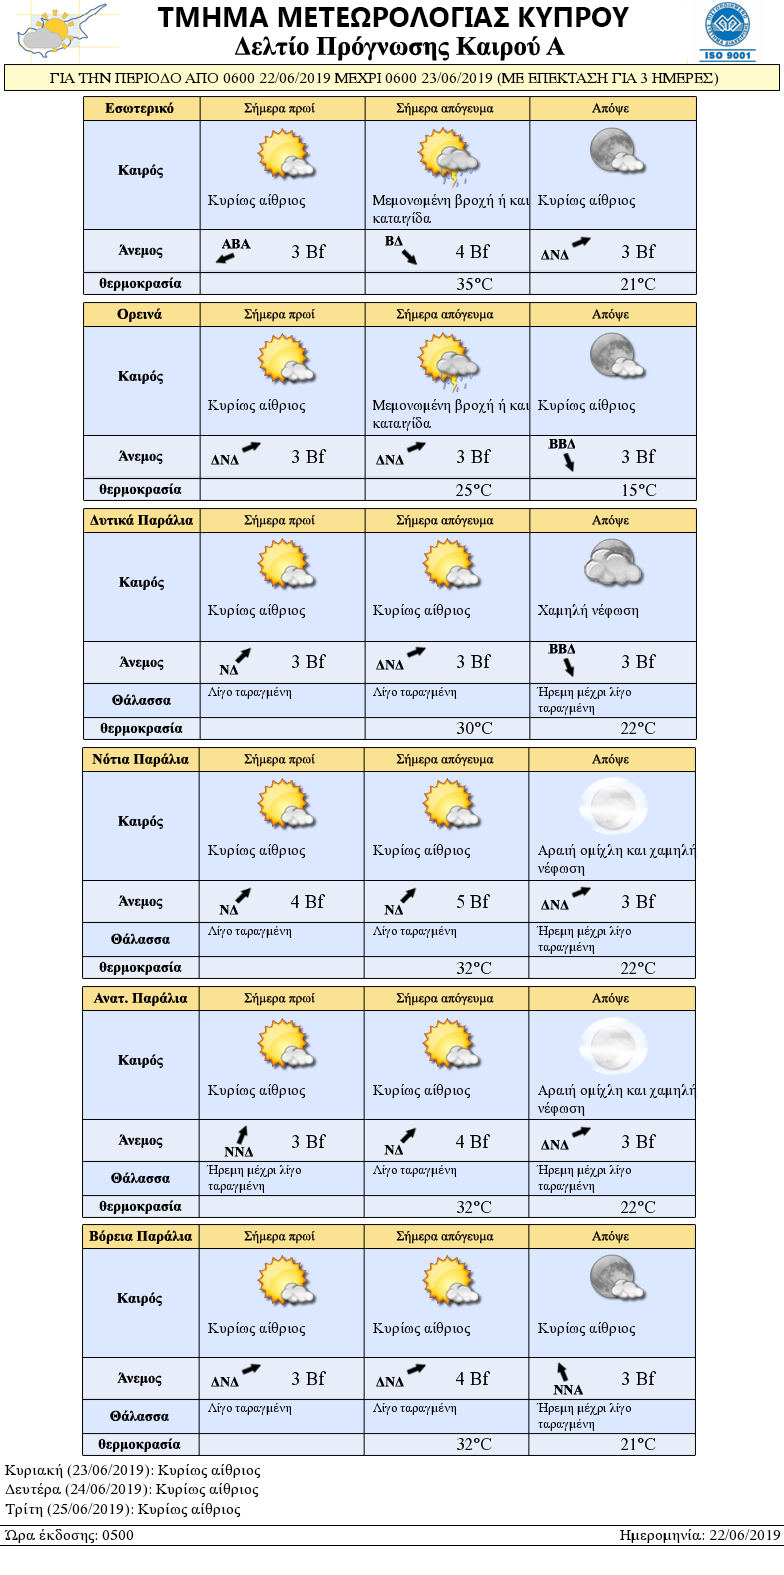 ΤΜΗΜΑ ΜΕΤΕΩΡΟΛΟΓΙΑΣ ΚΥΠΡΟΥ
Δελτίο Πρόγνωσης Καιρού Α
ISO 9001
ΓΙΑ ΤΗΝ ΠΕΡΙΟΔΟ ΑΠΟ 0600 22/06/2019 ΜΕΧΡΙ 0600 23/06/2019 (ΜΕ ΕΠΕΚΤΑΣΗ ΓΙΑ 3 ΗΜΕΡΕΣ)
Εσωτερικό Σήμερα πρωί Σήμερα απόγευμα Απόψε
Καιρός
Κυρίως αίθριος Μεμονωμένη βροχή ή και Κυρίως αίθριος
καταιγίδα
Άνεμος ΑΒΑ 3 Bf ΒΔ 4 Bf ΔΝΔ 3 Bf
θερμοκρασία 35°C 21°C
Ορεινά Σήμερα πρωί Σήμερα απόγευμα Απόψε
Καιρός
Κυρίως αίθριος Μεμονωμένη βροχή ή και Κυρίως αίθριος
καταιγίδα
Άνεμος ΔΝΔ 3 Bf ΔΝΔ 3 Bf ΒΒΔ 3 Bf
θερμοκρασία 25°C 15°C
Δυτικά Παράλια Σήμερα πρωί Σήμερα απόγευμα Απόψε
Καιρός
Κυρίως αίθριος Κυρίως αίθριος Χαμηλή νέφωση
Άνεμος ΝΔ 3 Bf ΔΝΔ 3 Bf ΒΒΔ 3 Bf
Θάλασσα Λίγο ταραγμένη Λίγο ταραγμένη Ήρεμη μέχρι λίγο
ταραγμένη
θερμοκρασία 30°C 22°C
Νότια Παράλια Σήμερα πρωί Σήμερα απόγευμα Απόψε
Καιρός
Κυρίως αίθριος Κυρίως αίθριος Αραιή ομίχλη και χαμηλή
νέφωση
Άνεμος ΝΔ 4 Bf ΝΔ 5 Bf ΔΝΔ 3 Bf
Θάλασσα Λίγο ταραγμένη Λίγο ταραγμένη Ήρεμη μέχρι λίγο
ταραγμένη
θερμοκρασία 32°C 22°C
Ανατ. Παράλια Σήμερα πρωί Σήμερα απόγευμα Απόψε
Καιρός
Κυρίως αίθριος Κυρίως αίθριος Αραιή ομίχλη και χαμηλή
νέφωση
Άνεμος ΝΝΔ 3 Bf ΝΔ 4 Bf ΔΝΔ 3 Bf
Θάλασσα Ήρεμη μέχρι λίγο Λίγο ταραγμένη Ήρεμη μέχρι λίγο
ταραγμένη ταραγμένη
θερμοκρασία 32°C 22°C
Βόρεια Παράλια Σήμερα πρωί Σήμερα απόγευμα Απόψε
Καιρός
Κυρίως αίθριος Κυρίως αίθριος Κυρίως αίθριος
Άνεμος ΔΝΔ 3 Bf ΔΝΔ 4 Bf ΝΝΑ 3 Bf
Θάλασσα Λίγο ταραγμένη Λίγο ταραγμένη Ήρεμη μέχρι λίγο
ταραγμένη
θερμοκρασία 32°C 21°C
Κυριακή (23/06/2019): Κυρίως αίθριος
Δευτέρα (24/06/2019): Κυρίως αίθριος
Τρίτη (25/06/2019): Κυρίως αίθριος
Ώρα έκδοσης: 0500 Ημερομηνία: 22/06/2019